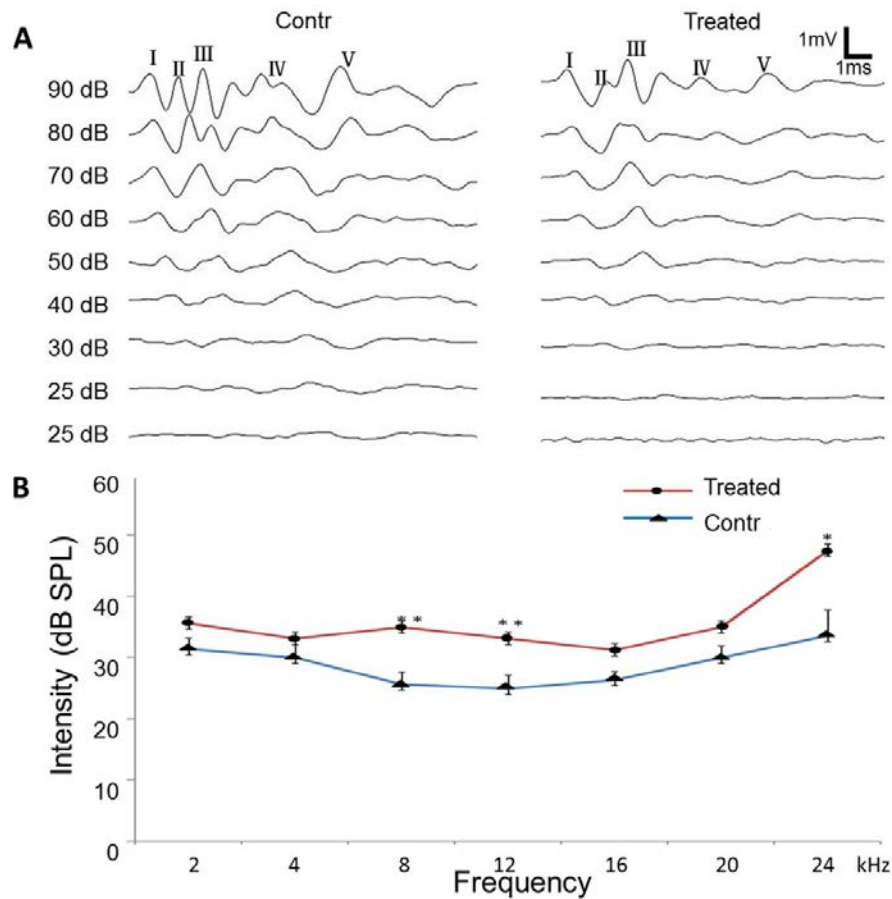 A
Contr
Treated
1mV
1ms
I II III IV V
I II III IV V
90 dB
80 dB
70 dB
60 dB
50 dB
40 dB
30 dB
25 dB
25 dB
B
Treated
Contr
Intensity (dB SPL)
60
50
40
30
20
10
0
* *
* *
*
2 4 8 12 16 20 24 kHz
Frequency